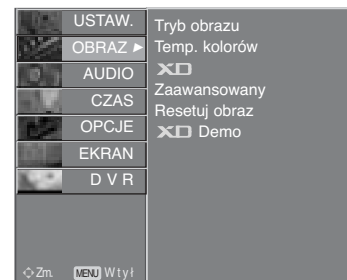 USTAW.
OBRAZ ►
AUDIO
CZAS
OPCJE
EKRAN
D V R
Zm. MENU Wtył
Tryb obrazu
Temp. kolorów
XD
Zaawansowany
Resetuj obraz
XD Demo